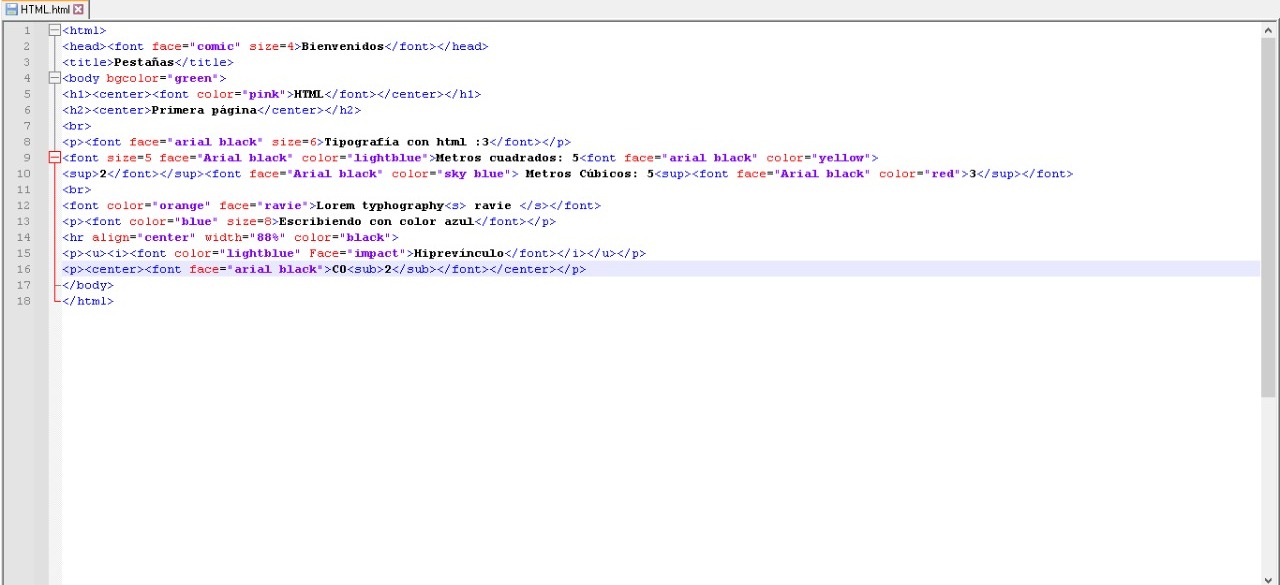 HTML.html
1 <html>
2 <head><font face="comic" size=4>Bienvenidos</font></head>
3 <title>Pestañas</title>
4 <body bgcolor="green">
5 <h1><center><font color="pink">HTML</font></center></h1>
6 <h2><center>Primera página</center></h2>
7 <br>
8 <p><font face="arial black" size=6>Tipografía con html :3</font></p>
9 <font size=5 face="Arial black" color="lightblue">Metros cuadrados: 5<font face="arial black" color="yellow">
10 <sup>2</font></sup><font face="Arial black" color="sky blue"> Metros Cúbicos: 5<sup><font face="Arial black" color="red">3</sup></font>
11 <br>
12 <font color="orange" face="ravie">Lorem typhography<s> ravie </s></font>
13 <p><font color="blue" size=8>Escribiendo con color azul</font></p>
14 <hr align="center" width="88%" color="black">
15 <p><u><i><font color="lightblue" Face="impact">Hiprevínculo</font></i></u></p>
16 <p><center><font face="arial black">CO<sub>2</sub></font></center></p>
17 </body>
18 </html>